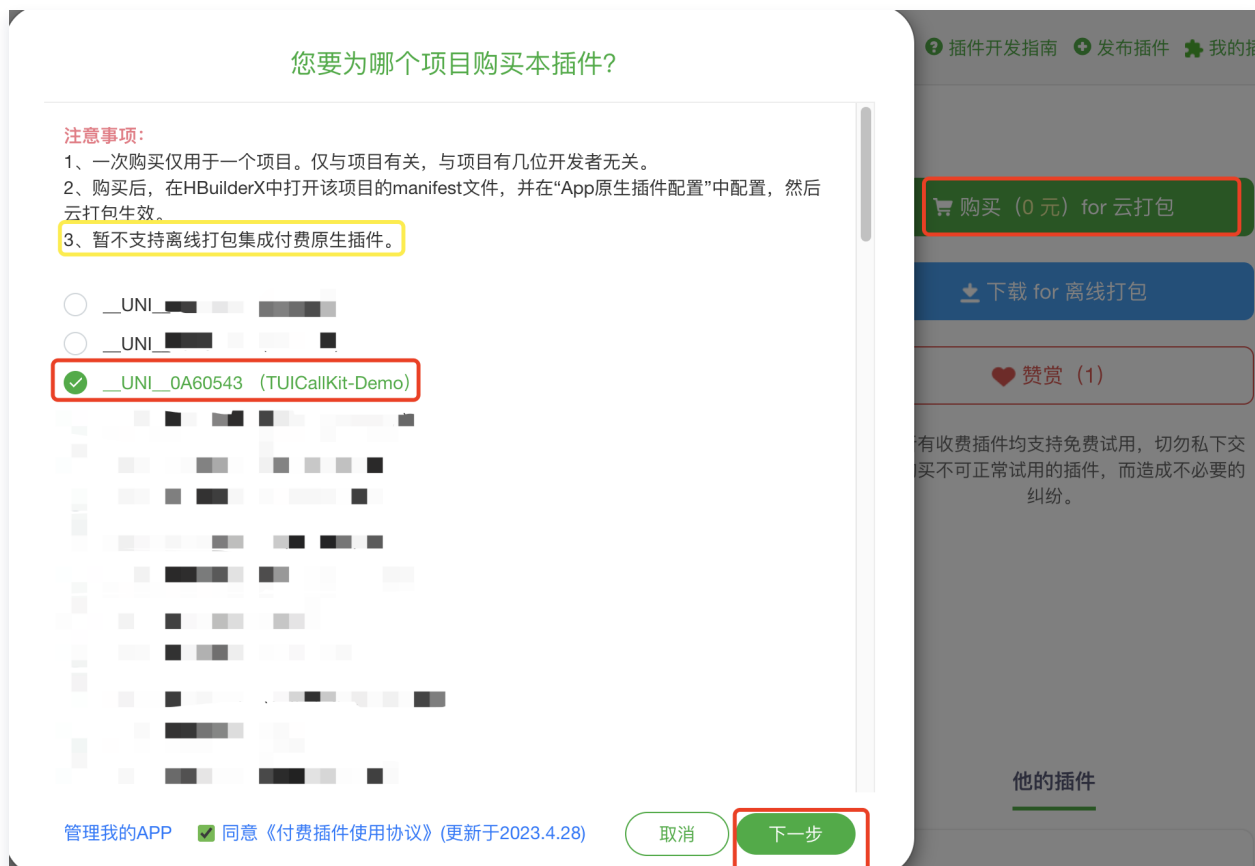 您要为哪个项目购买本插件?
注意事项:
1、一次购买仅用于一个项目。仅与项目有关，与项目有几位开发者无关。
2、购买后，在HBuilderX中打开该项目的manifest文件，并在“App原生插件配置”中配置，然后
云打包生效。
3、暂不支持离线打包集成付费原生插件。
__UNI__
__UNI__
__UNI__0A60543 （TUICallKit-Demo）
管理我的APP 同意《付费插件使用协议》(更新于2023.4.28)
取消
下一步
插件开发指南 发布插件 我的
购买（0 元）for 云打包
下载 for 离线打包
赞赏（1）
有收费插件均支持免费试用，切勿私下交
买不可正常试用的插件，而造成不必要的
纠纷。
他的插件